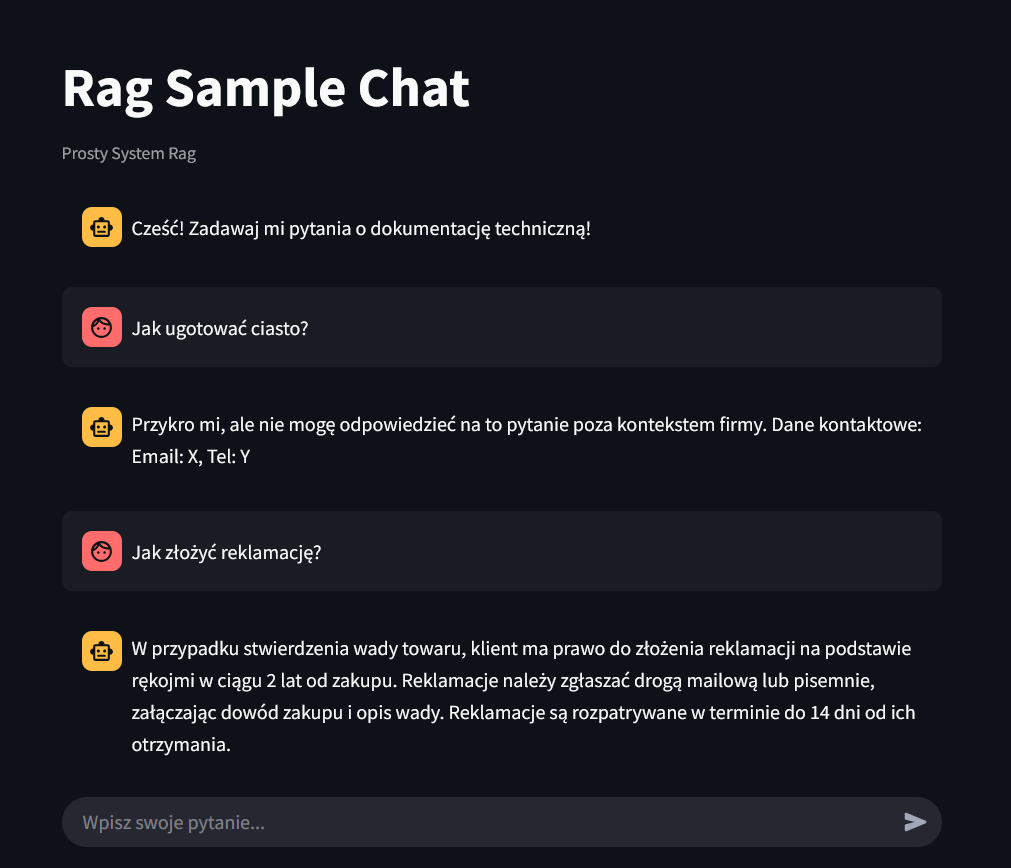 Rag Sample Chat
Prosty System Rag
Cześć! Zadawaj mi pytania o dokumentację techniczną!
Jak ugotować ciasto?
Przykro mi, ale nie mogę odpowiedzieć na to pytanie poza kontekstem firmy. Dane kontaktowe:
Email: X, Tel: Y
Jak złożyć reklamację?
W przypadku stwierdzenia wady towaru, klient ma prawo do złożenia reklamacji na podstawie
rękojmi w ciągu 2 lat od zakupu. Reklamacje należy zgłaszać drogą mailową lub pisemnie,
załączając dowód zakupu i opis wady. Reklamacje są rozpatrywane w terminie do 14 dni od ich
otrzymania.
Wpisz swoje pytanie...